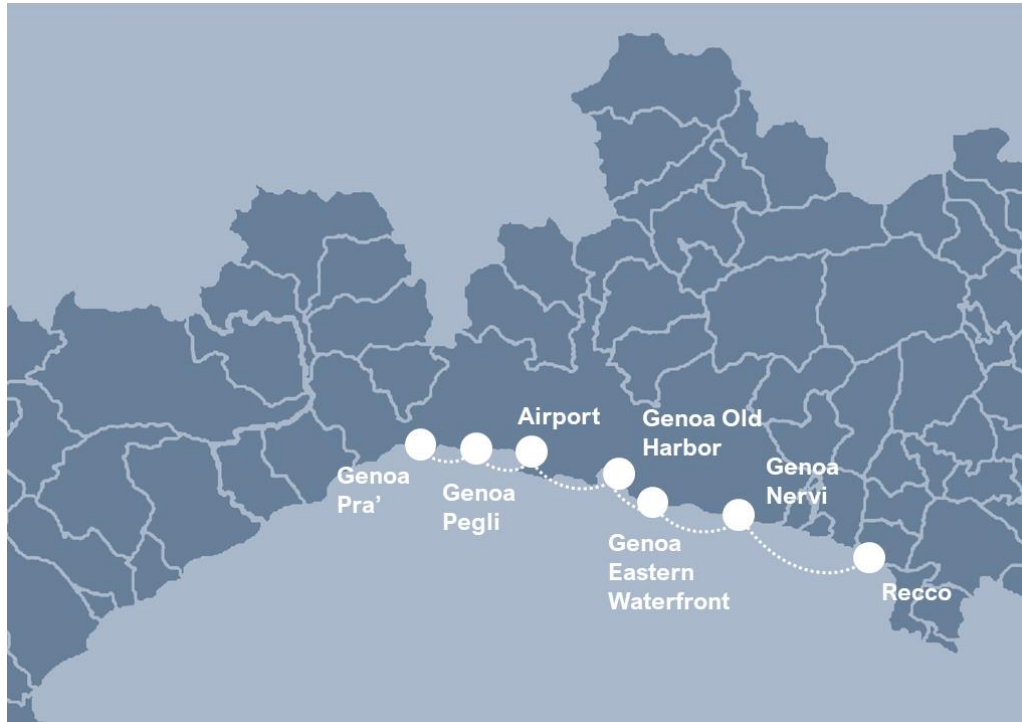 Genoa
Pra’
Genoa
Pegli
Airport
Genoa Old
Harbor
Genoa
Eastern
Waterfront
Genoa
Nervi
Recco